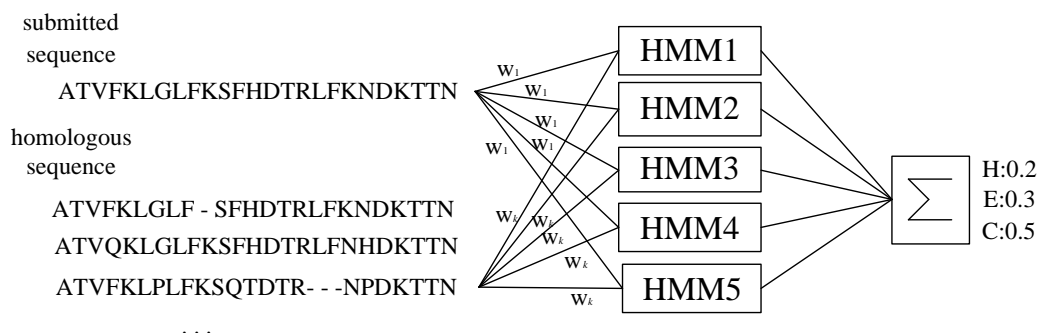 submitted
sequence
ATVFKLGLFKSFHDTRLFKNDKTTN
homologous
sequence
ATVFKLGLF - SFHDTRLFKNDKTTN
ATVQKLGLFKSFHDTRLFNHDKTTN
ATVFKLPLFKSQTDTR- - -NPDKTTN
...
W₁
W₁
W₁
W₁
W₁
Wₖ
Wₖ
Wₖ
Wₖ
Wₖ
HMM1
HMM2
HMM3
HMM4
HMM5
∑
H:0.2
E:0.3
C:0.5